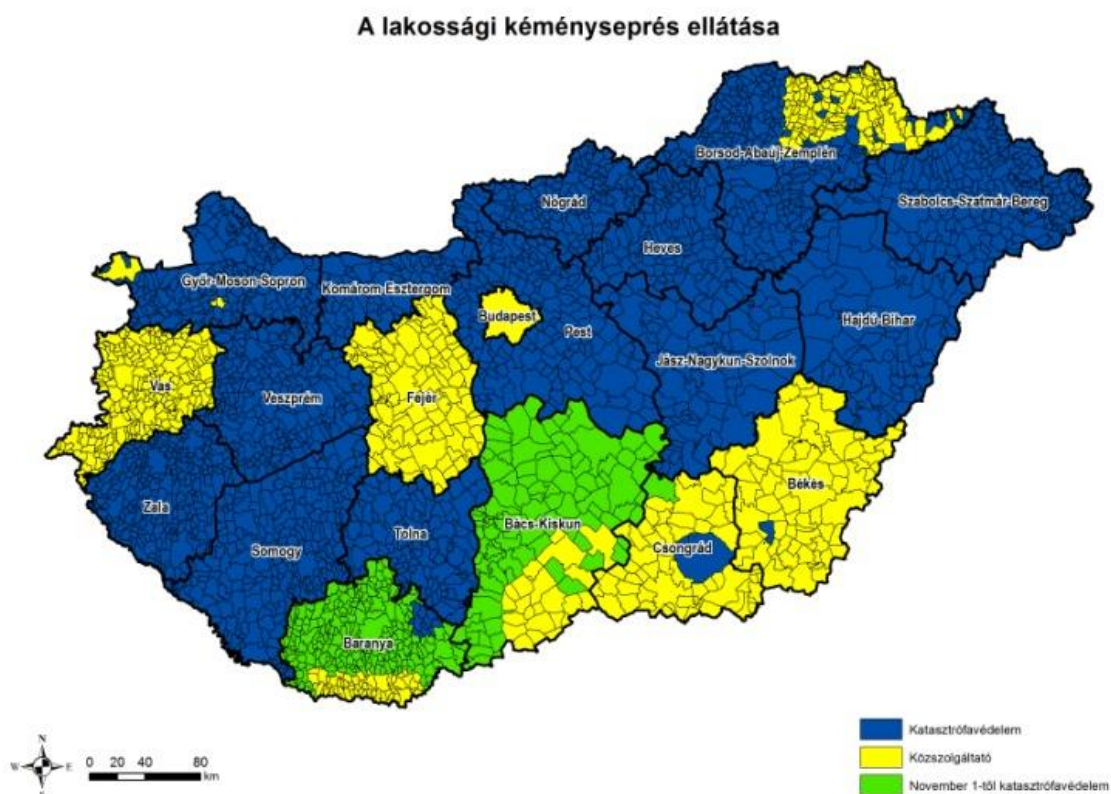 A lakossági kéményseprés ellátása
Borsod-Abaúj-Zemplén
Szabolcs-Szatmár-Bereg
Nógrád
Heves
Győr-Moson-Sopron
Komárom-Esztergom
Budapest
Pest
Hajdú-Bihar
Jász-Nagykun-Szolnok
Vas
Veszprém
Fejér
Békés
Zala
Tolna
Bács-Kiskun
Somogy
Csongrád
Baranya
N
W E
S
0 20 40 80
km
Katasztrófavédelem
Közszolgáltató
November 1-től katasztrófavédelem